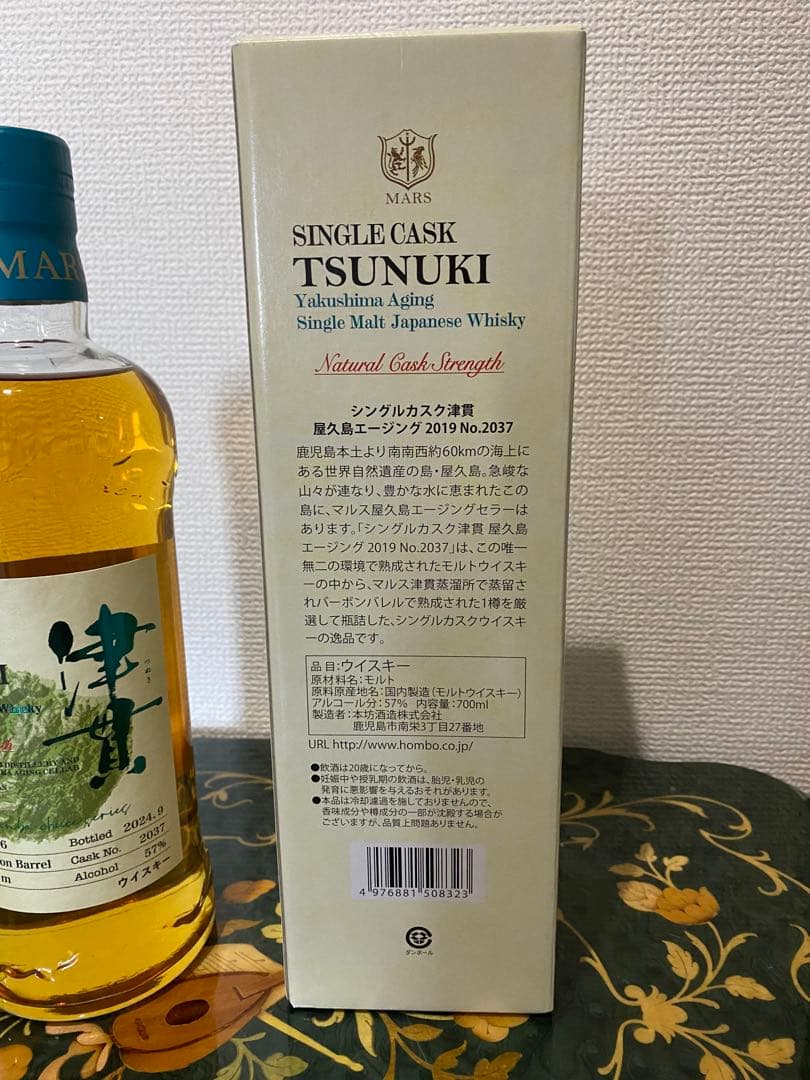 MARS
SINGLE CASK
TSUNUKI
Yakushima Aging
Single Malt Japanese Whisky
Natural Cask Strength
シングルカスク津貫
屋久島エージング 2019 No.2037
鹿児島本土より南南西約60kmの海上に
ある世界自然遺産の島・屋久島。急峻な
山々が連なり、豊かな水に恵まれたこの
島に、マルス屋久島エージングセラーは
あります。「シングルカスク津貫 屋久島
エージング 2019 No.2037」は、この唯一
無二の環境で熟成されたモルトウイスキ
ーの中から、マルス津貫蒸溜所で蒸留さ
れバーボンバレルで熟成された1樽を厳
選して瓶詰した、シングルカスクウイスキ
ーの逸品です。
品目:ウイスキー
原材料名:モルト
原料原産地名:国内製造(モルトウイスキー)
アルコール分:57% 内容量:700ml
製造者:本坊酒造株式会社
鹿児島市南栄3丁目27番地
URL http://www.hombo.co.jp/
●飲酒は20歳になってから。
●妊娠中や授乳期の飲酒は、胎児・乳児の
発育に悪影響を与えるおそれがあります。
●本品は冷却濾過を施しておりませんので、
香味成分や樽成分の一部が沈殿する場合が
ございますが、品質上問題ありません。
4 976881 508323
ダンボール
MAR
津貫
つぬき
Whisky
DISTILLERY AND
MA AGING CELLAR
series
6 Bottled 2024.9
on Barrel Cask No. 2037
m Alcohol 57%
ウイスキー